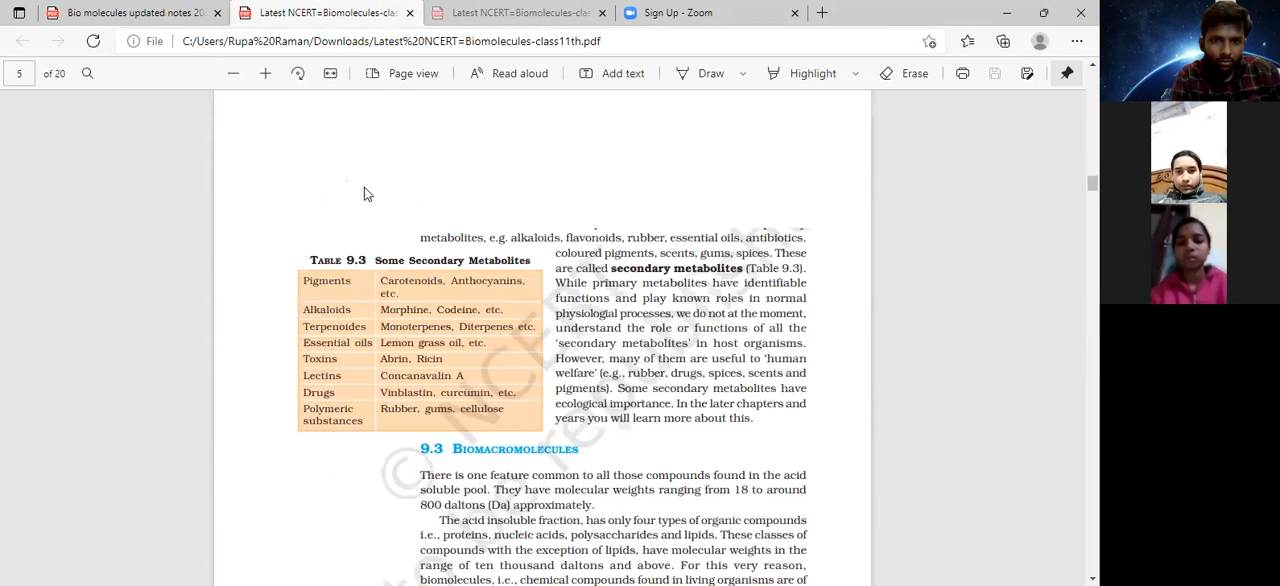 Bio molecules updated notes 20
Latest NCERT=Biomolecules-clas
Latest NCERT=Biomolecules-clas
Sign Up - Zoom
File
C:/Users/Rupa%20Raman/Downloads/Latest%20NCERT=Biomolecules-class11th.pdf
5 of 20
Page view
Read aloud
Add text
Draw
Highlight
Erase
metabolites, e.g. alkaloids, flavonoids, rubber, essential oils, antibiotics,
coloured pigments, scents, gums, spices. These
are called secondary metabolites (Table 9.3).
While primary metabolites have identifiable
functions and play known roles in normal
physiologial processes, we do not at the moment,
understand the role or functions of all the
‘secondary metabolites’ in host organisms.
However, many of them are useful to ‘human
welfare’ (e.g., rubber, drugs, spices, scents and
pigments). Some secondary metabolites have
ecological importance. In the later chapters and
years you will learn more about this.
TABLE 9.3 Some Secondary Metabolites
Pigments Carotenoids, Anthocyanins,
etc.
Alkaloids Morphine, Codeine, etc.
Terpenoides Monoterpenes, Diterpenes etc.
Essential oils Lemon grass oil, etc.
Toxins Abrin, Ricin
Lectins Concanavalin A
Drugs Vinblastin, curcumin, etc.
Polymeric Rubber, gums, cellulose
substances
9.3 BIOMACROMOLECULES
There is one feature common to all those compounds found in the acid
soluble pool. They have molecular weights ranging from 18 to around
800 daltons (Da) approximately.
The acid insoluble fraction, has only four types of organic compounds
i.e., proteins, nucleic acids, polysaccharides and lipids. These classes of
compounds with the exception of lipids, have molecular weights in the
range of ten thousand daltons and above. For this very reason,
biomolecules, i.e., chemical compounds found in living organisms are of
© NCERT
to be republished